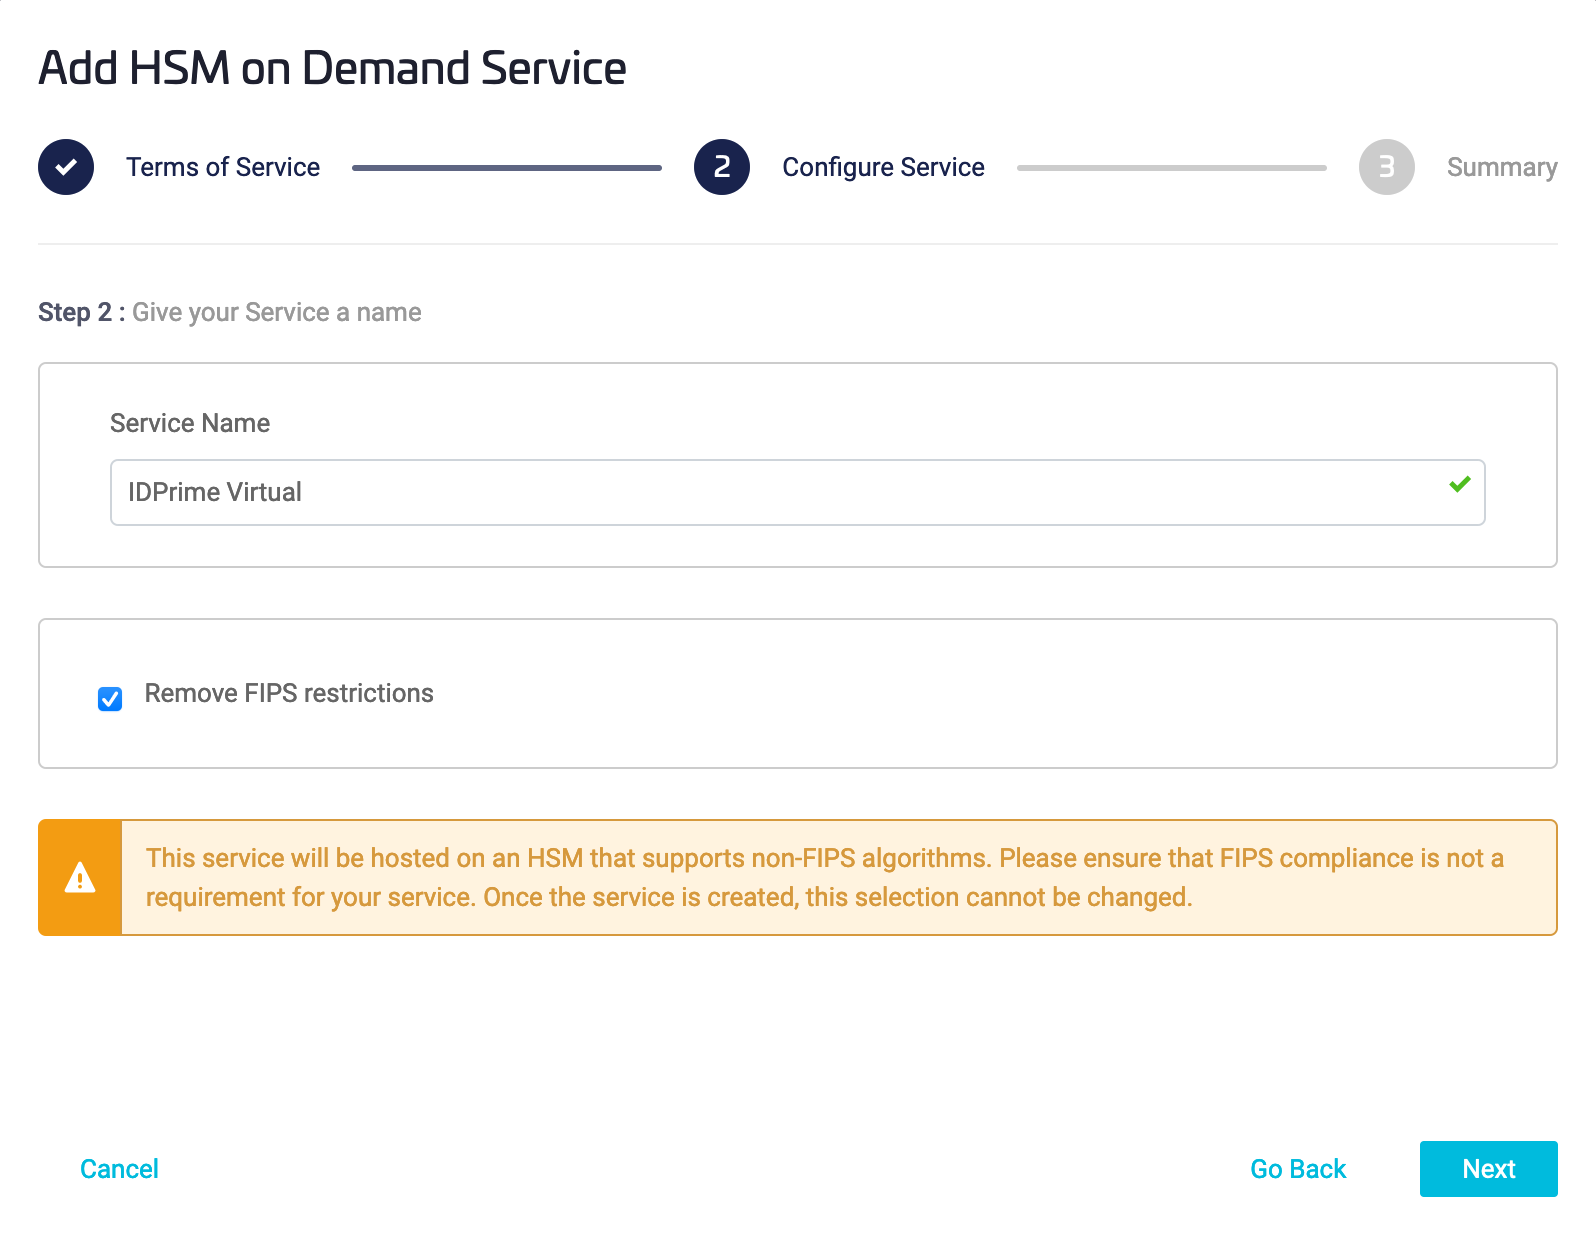 Add HSM on Demand Service
Terms of Service
2
Configure Service
3
Summary
Step 2 : Give your Service a name
Service Name
IDPrime Virtual
Remove FIPS restrictions
This service will be hosted on an HSM that supports non-FIPS algorithms. Please ensure that FIPS compliance is not a
requirement for your service. Once the service is created, this selection cannot be changed.
Cancel
Go Back
Next